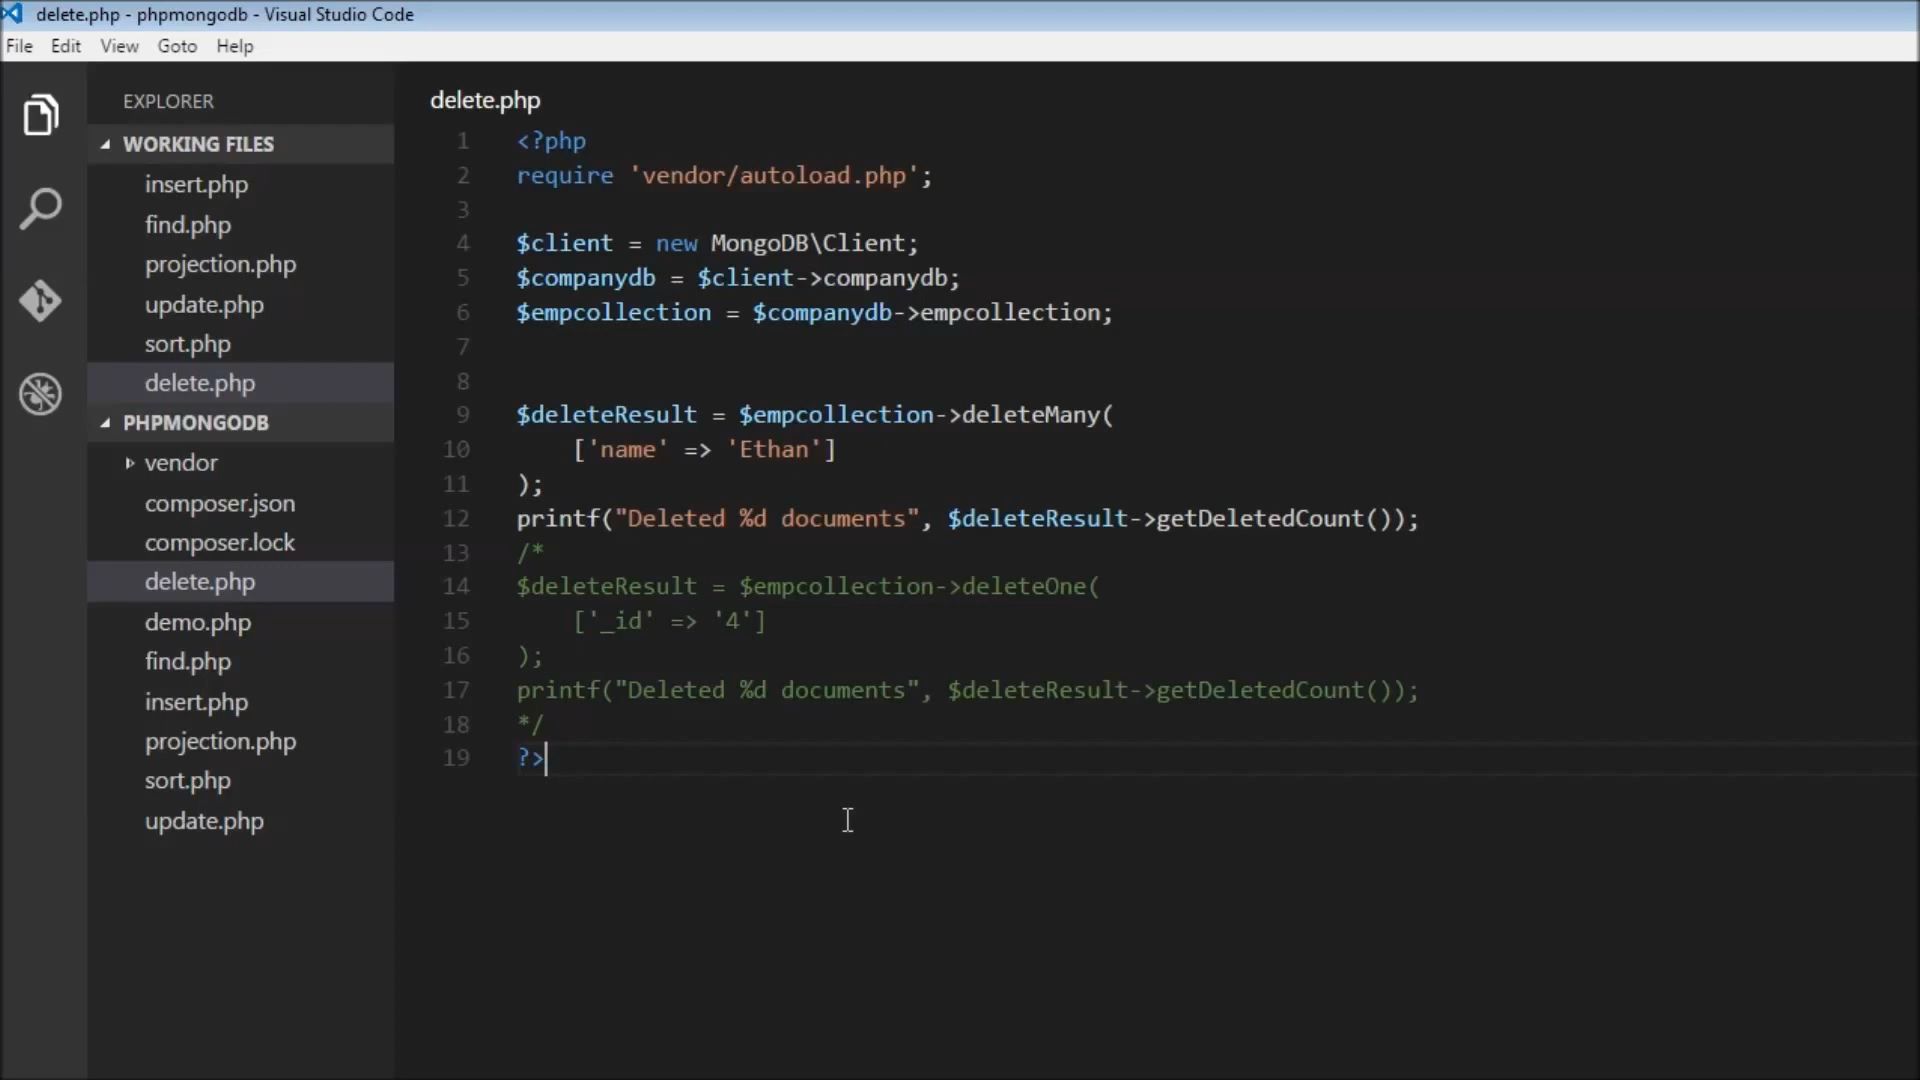 delete.php - phpmongodb - Visual Studio Code
File Edit View Goto Help
EXPLORER
WORKING FILES
insert.php
find.php
projection.php
update.php
sort.php
delete.php
PHPMONGODB
vendor
composer.json
composer.lock
delete.php
demo.php
find.php
insert.php
projection.php
sort.php
update.php
delete.php
1 <?php
2 require 'vendor/autoload.php';
3
4 $client = new MongoDB\Client;
5 $companydb = $client->companydb;
6 $empcollection = $companydb->empcollection;
7
8
9 $deleteResult = $empcollection->deleteMany(
10     ['name' => 'Ethan']
11 );
12 printf("Deleted %d documents", $deleteResult->getDeletedCount());
13 /*
14 $deleteResult = $empcollection->deleteOne(
15     ['_id' => '4']
16 );
17 printf("Deleted %d documents", $deleteResult->getDeletedCount());
18 */
19 ?>